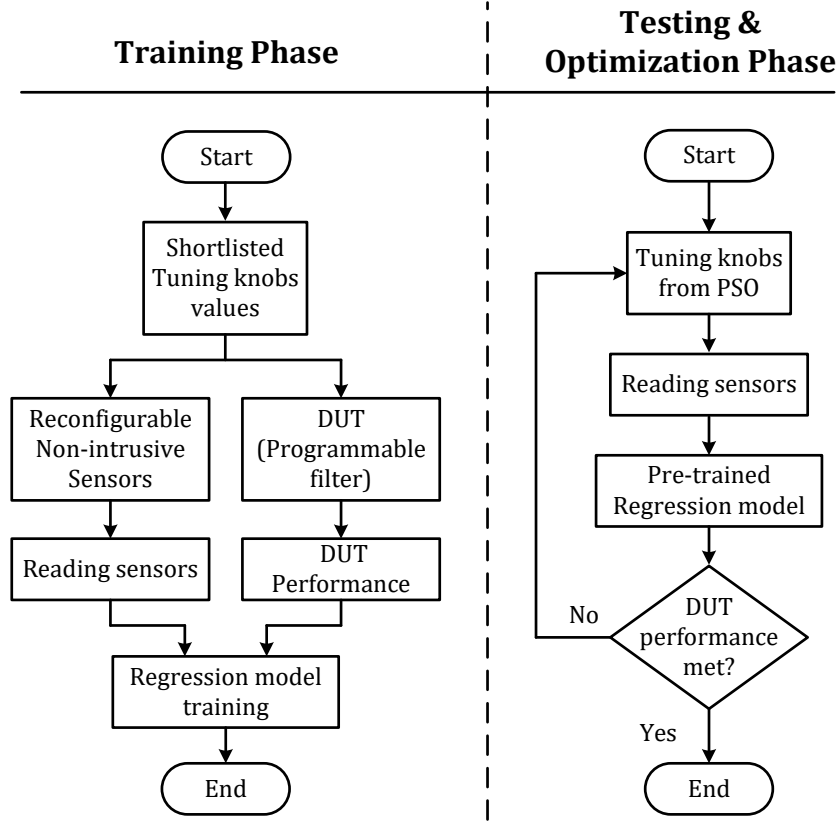 Training Phase
Start
Shortlisted
Tuning knobs
values
Reconfigurable
Non-intrusive
Sensors
DUT
(Programmable
filter)
Reading sensors
DUT
Performance
Regression model
training
End
Testing &
Optimization Phase
Start
Tuning knobs
from PSO
Reading sensors
Pre-trained
Regression model
DUT
performance
met?
No
Yes
End